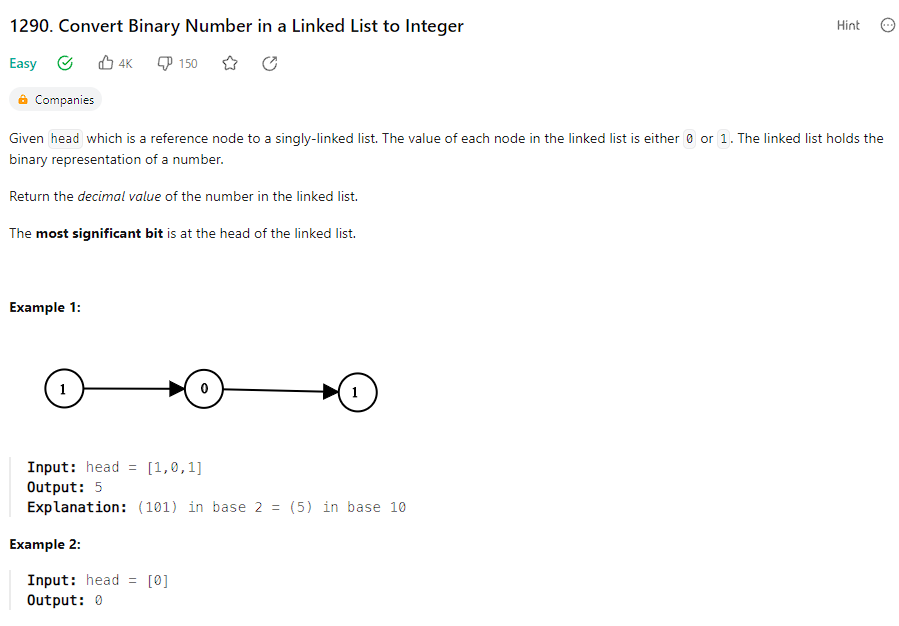 1290. Convert Binary Number in a Linked List to Integer Hint
Easy 4K 150
Companies
Given head which is a reference node to a singly-linked list. The value of each node in the linked list is either 0 or 1. The linked list holds the
binary representation of a number.
Return the decimal value of the number in the linked list.
The most significant bit is at the head of the linked list.
Example 1:
1 0 1
Input: head = [1,0,1]
Output: 5
Explanation: (101) in base 2 = (5) in base 10
Example 2:
Input: head = [0]
Output: 0